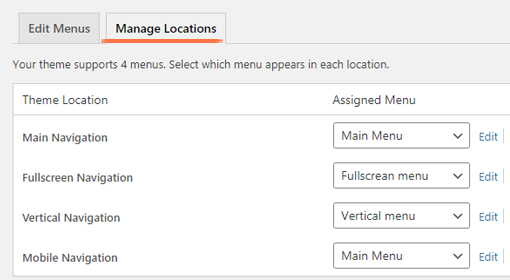 Edit Menus Manage Locations
Your theme supports 4 menus. Select which menu appears in each location.
Theme Location Assigned Menu
Main Navigation Main Menu Edit
Fullscreen Navigation Fullscrean menu Edit
Vertical Navigation Vertical menu Edit
Mobile Navigation Main Menu Edit